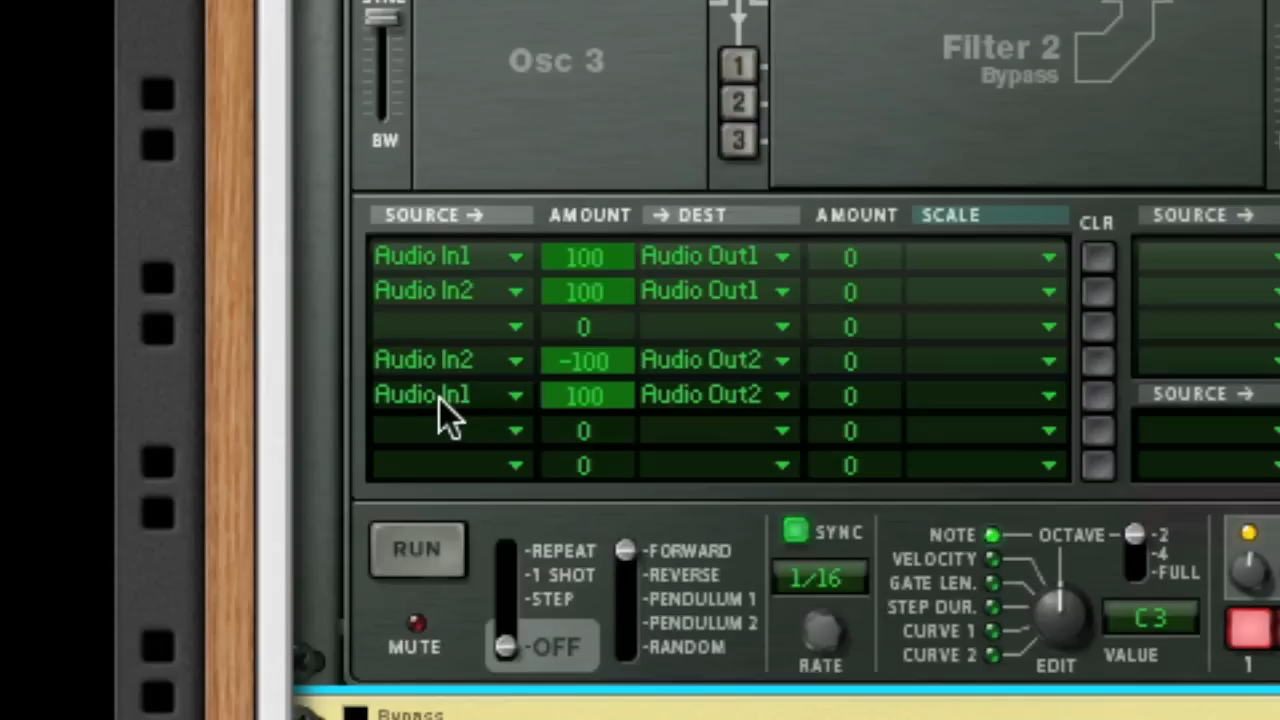 Osc 3
1
2
3
Filter 2
Bypass
BW
SOURCE → AMOUNT → DEST AMOUNT SCALE CLR SOURCE →
Audio In1 100 Audio Out1 0
Audio In2 100 Audio Out1 0
0 0
Audio In2 -100 Audio Out2 0
Audio In1 100 Audio Out2 0 SOURCE →
0 0
0 0
RUN
MUTE
-REPEAT
-1 SHOT
-STEP
-OFF
-FORWARD
-REVERSE
-PENDULUM 1
-PENDULUM 2
-RANDOM
SYNC
1/16
RATE
NOTE
VELOCITY
GATE LEN.
STEP DUR.
CURVE 1
CURVE 2
OCTAVE
-2
-4
-FULL
EDIT
C 3
VALUE
1
Bypass